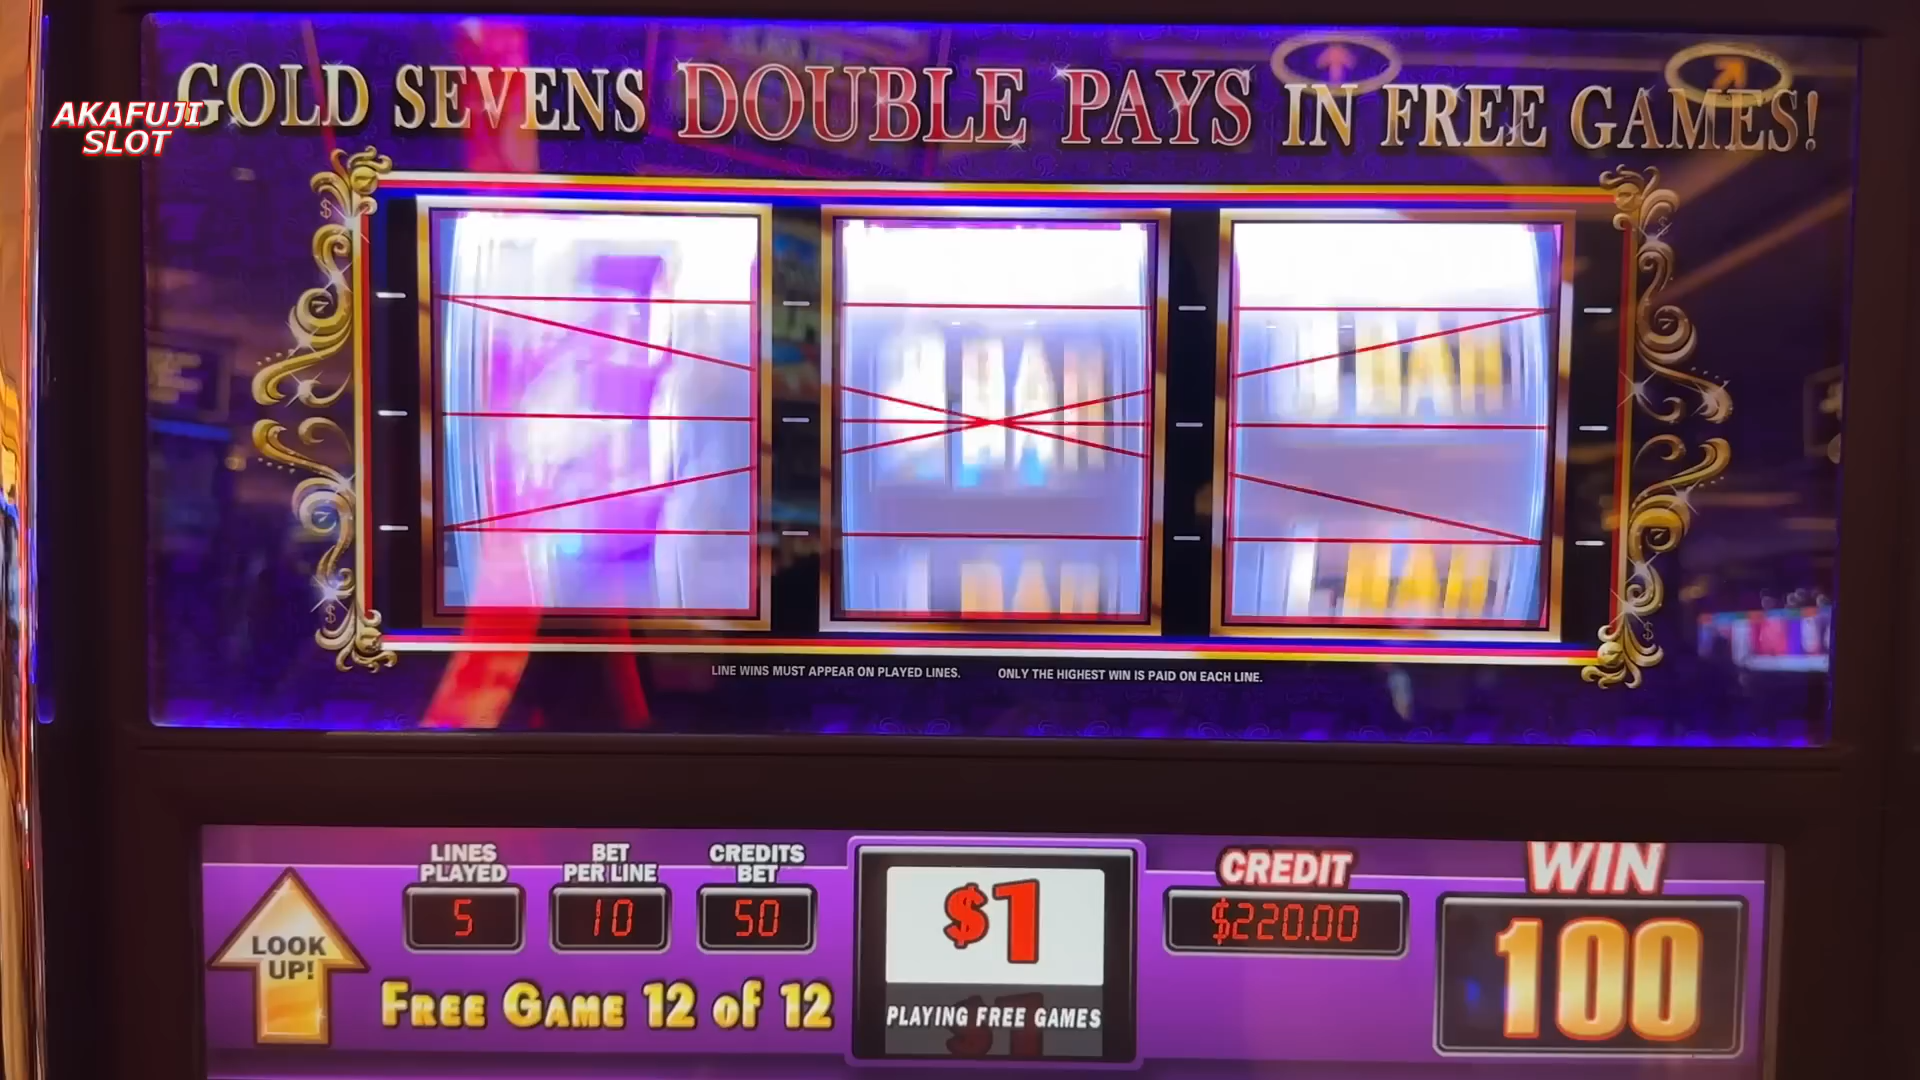 GOLD SEVENS DOUBLE PAYS IN FREE GAMES!
AKAFUJI
SLOT
LINE WINS MUST APPEAR ON PLAYED LINES. ONLY THE HIGHEST WIN IS PAID ON EACH LINE.
LINES
PLAYED
5
BET
PER LINE
10
CREDITS
BET
50
$1
PLAYING FREE GAMES
CREDIT
$220.00
WIN
100
LOOK
UP!
FREE GAME 12 OF 12